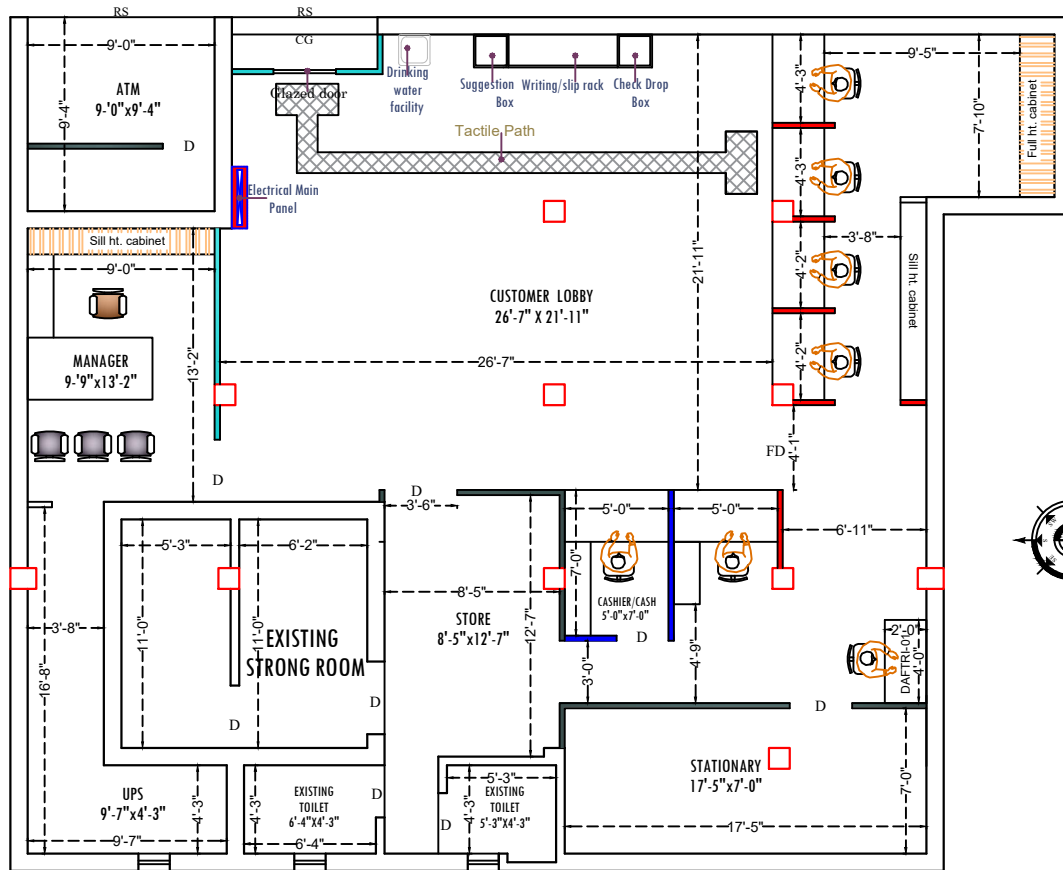 RS
RS
CG
9'-0"
ATM
9-'0"x9'-4"
9'-4"
D
Glazed door
Drinking
water
facility
Suggestion
Box
Writing/slip rack
Check Drop
Box
Tactile Path
Electrical Main
Panel
4'-3"
4'-3"
4'-2"
4'-2"
9'-5"
7'-10"
Full ht. cabinet
3'-8"
Sill ht. cabinet
Sill ht. cabinet
9'-0"
MANAGER
9-'9"x13'-2"
13'-2"
D
CUSTOMER LOBBY
26'-7" X 21'-11"
26'-7"
21'-11"
FD
4'-1"
D
3'-6"
5'-0"
5'-0"
6'-11"
5'-3"
6'-2"
11'-0"
11'-0"
EXISTING
STRONG ROOM
D
D
3'-8"
16'-8"
8'-5"
STORE
8'-5"x12'-7"
12'-7"
7'-0"
CASHIER/CASH
5'-0"x7'-0"
D
3'-0"
4'-9"
2'-0"
DAFTRI-01
4'-0"
D
UPS
9'-7"x4'-3"
4'-3"
9'-7"
EXISTING
TOILET
6'-4"x4'-3"
4'-3"
6'-4"
D
5'-3"
EXISTING
TOILET
5'-3"x4'-3"
4'-3"
D
STATIONARY
17'-5"x7'-0"
17'-5"
7'-0"